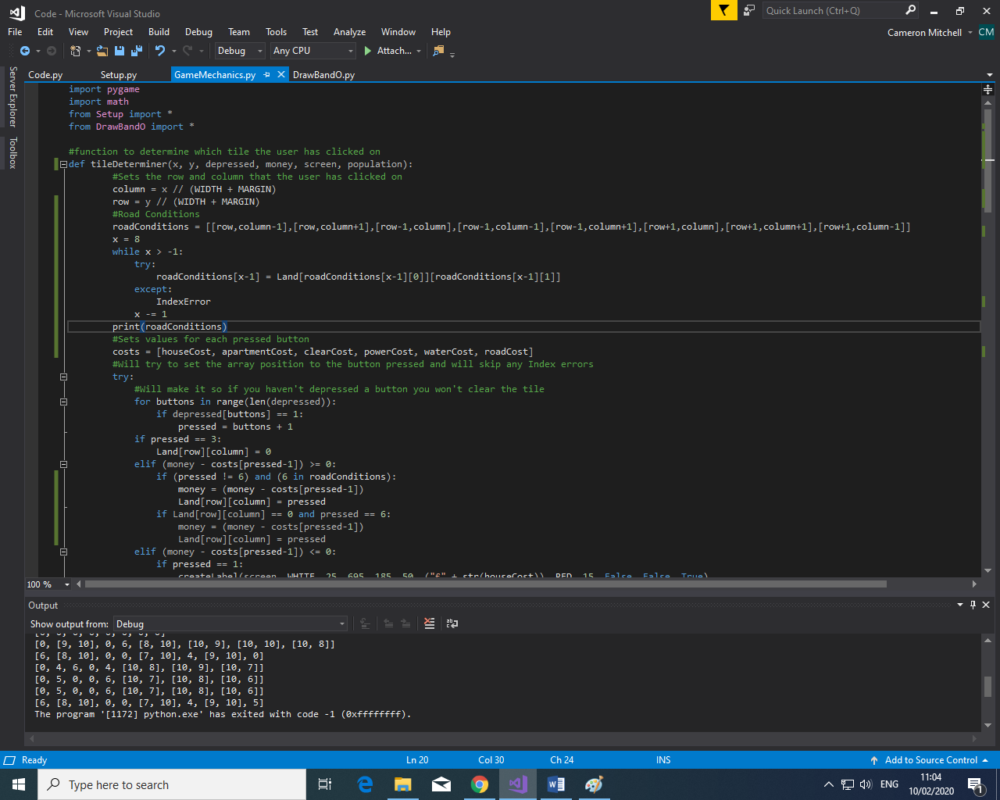 Code - Microsoft Visual Studio
Quick Launch (Ctrl+Q)
File Edit View Project Build Debug Team Tools Test Analyze Window Help
Cameron Mitchell CM
Debug Any CPU Attach...
Server Explorer
Toolbox
Code.py Setup.py GameMechanics.py DrawBandO.py
import pygame
import math
from Setup import *
from DrawBandO import *
#function to determine which tile the user has clicked on
def tileDeterminer(x, y, depressed, money, screen, population):
#Sets the row and column that the user has clicked on
column = x // (WIDTH + MARGIN)
row = y // (WIDTH + MARGIN)
#Road Conditions
roadConditions = [[row,column-1],[row,column+1],[row-1,column],[row-1,column-1],[row-1,column+1],[row+1,column],[row+1,column+1],[row+1,column-1]]
x = 8
while x > -1:
try:
roadConditions[x-1] = Land[roadConditions[x-1][0]][roadConditions[x-1][1]]
except:
IndexError
x -= 1
print(roadConditions)
#Sets values for each pressed button
costs = [houseCost, apartmentCost, clearCost, powerCost, waterCost, roadCost]
#Will try to set the array position to the button pressed and will skip any Index errors
try:
#Will make it so if you haven't depressed a button you won't clear the tile
for buttons in range(len(depressed)):
if depressed[buttons] == 1:
pressed = buttons + 1
if pressed == 3:
Land[row][column] = 0
elif (money - costs[pressed-1]) >= 0:
if (pressed != 6) and (6 in roadConditions):
money = (money - costs[pressed-1])
Land[row][column] = pressed
if Land[row][column] == 0 and pressed == 6:
money = (money - costs[pressed-1])
Land[row][column] = pressed
elif (money - costs[pressed-1]) <= 0:
if pressed == 1:
createLabel(screen, WHITE, 25, 695, 185, 50, ("£" + str(houseCost)), RED, 15, False, False, True)
100 %
Output
Show output from: Debug
[0, [9, 10], 0, 6, [8, 10], [10, 9], [10, 10], [10, 8]]
[6, [8, 10], 0, 0, [7, 10], 4, [9, 10], 0]
[0, 4, 6, 0, 4, [10, 8], [10, 9], [10, 7]]
[0, 5, 0, 0, 6, [10, 7], [10, 8], [10, 6]]
[0, 5, 0, 0, 6, [10, 7], [10, 8], [10, 6]]
[6, [8, 10], 0, 0, [7, 10], 4, [9, 10], 5]
The program '[1172] python.exe' has exited with code -1 (0xffffffff).
Ready Ln 20 Col 30 Ch 24 INS Add to Source Control
Type here to search
ENG
11:04
10/02/2020
1